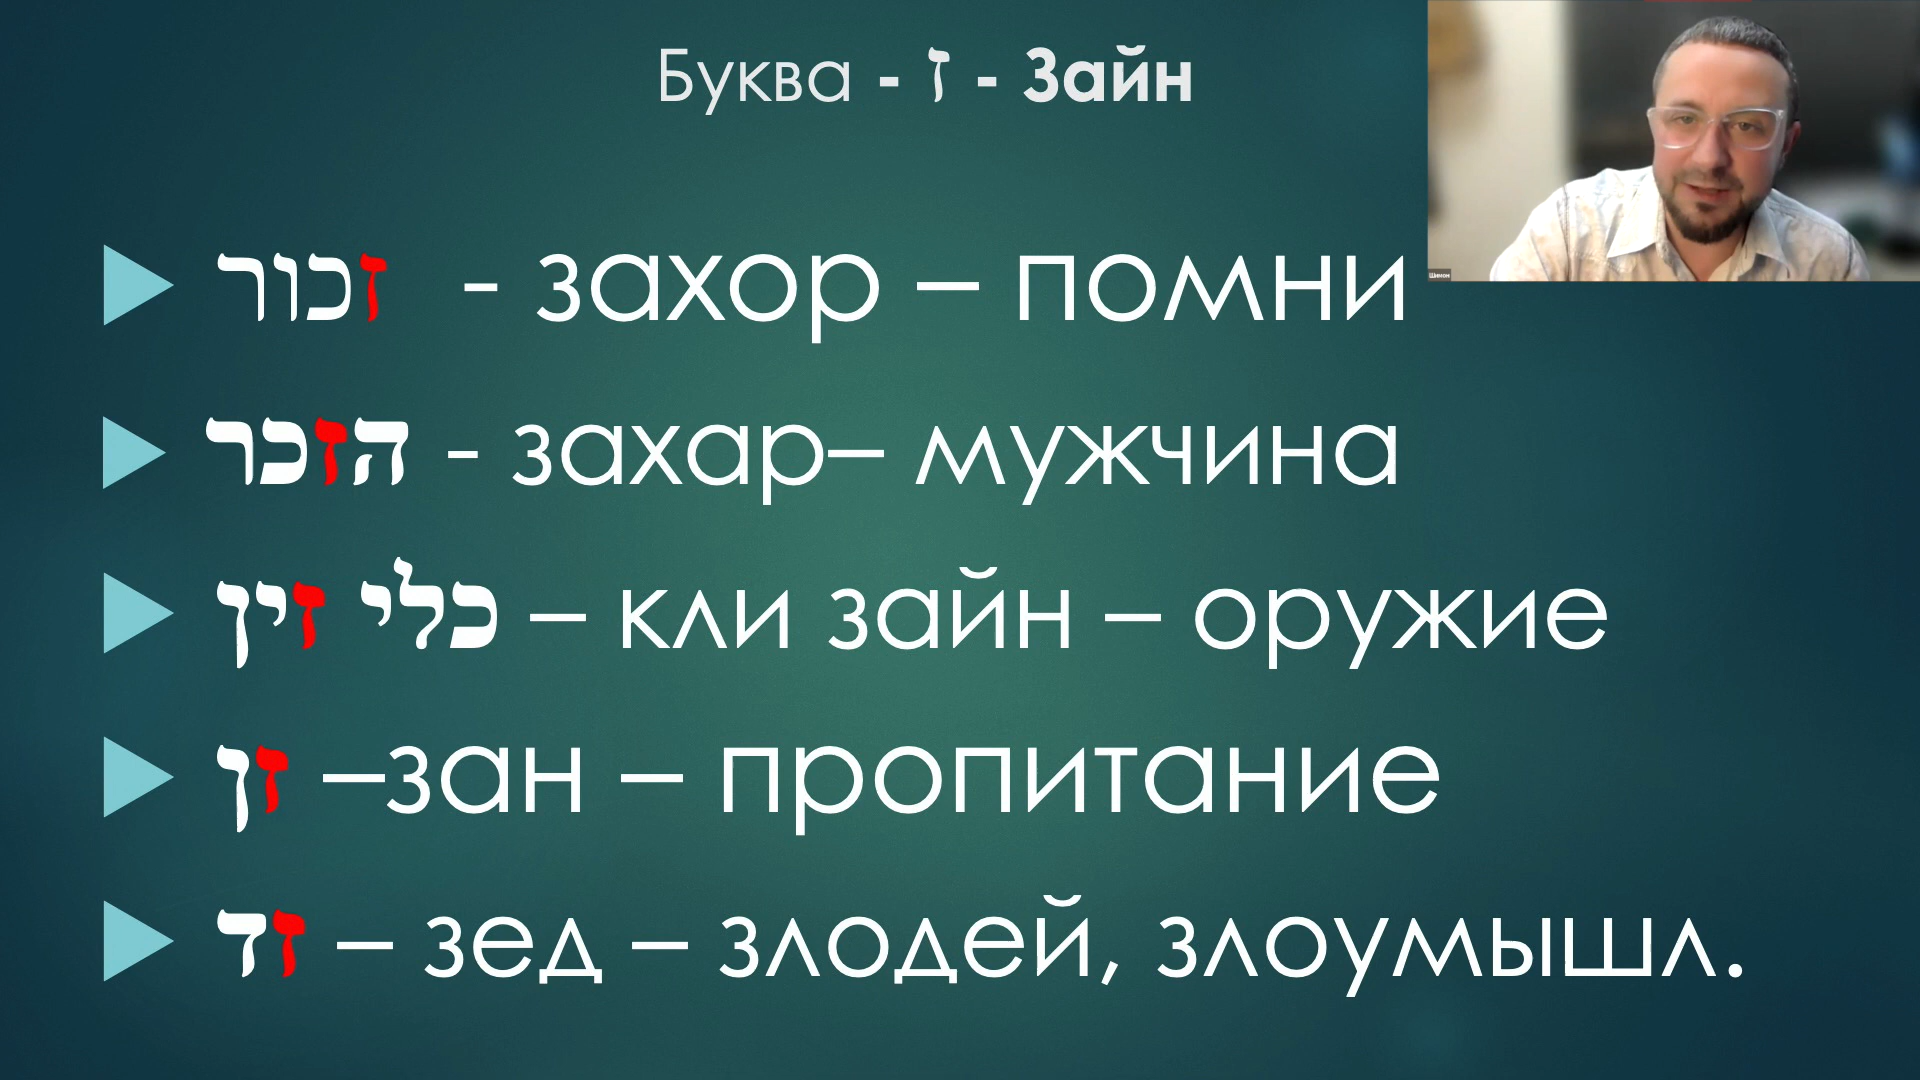 Буква - ז - Зайн
זכור - захор – помни
הזכר - захар– мужчина
כלי זין – кли зайн – оружие
זן –зан – пропитание
זד – зед – злодей, злоумышл.
Шимон